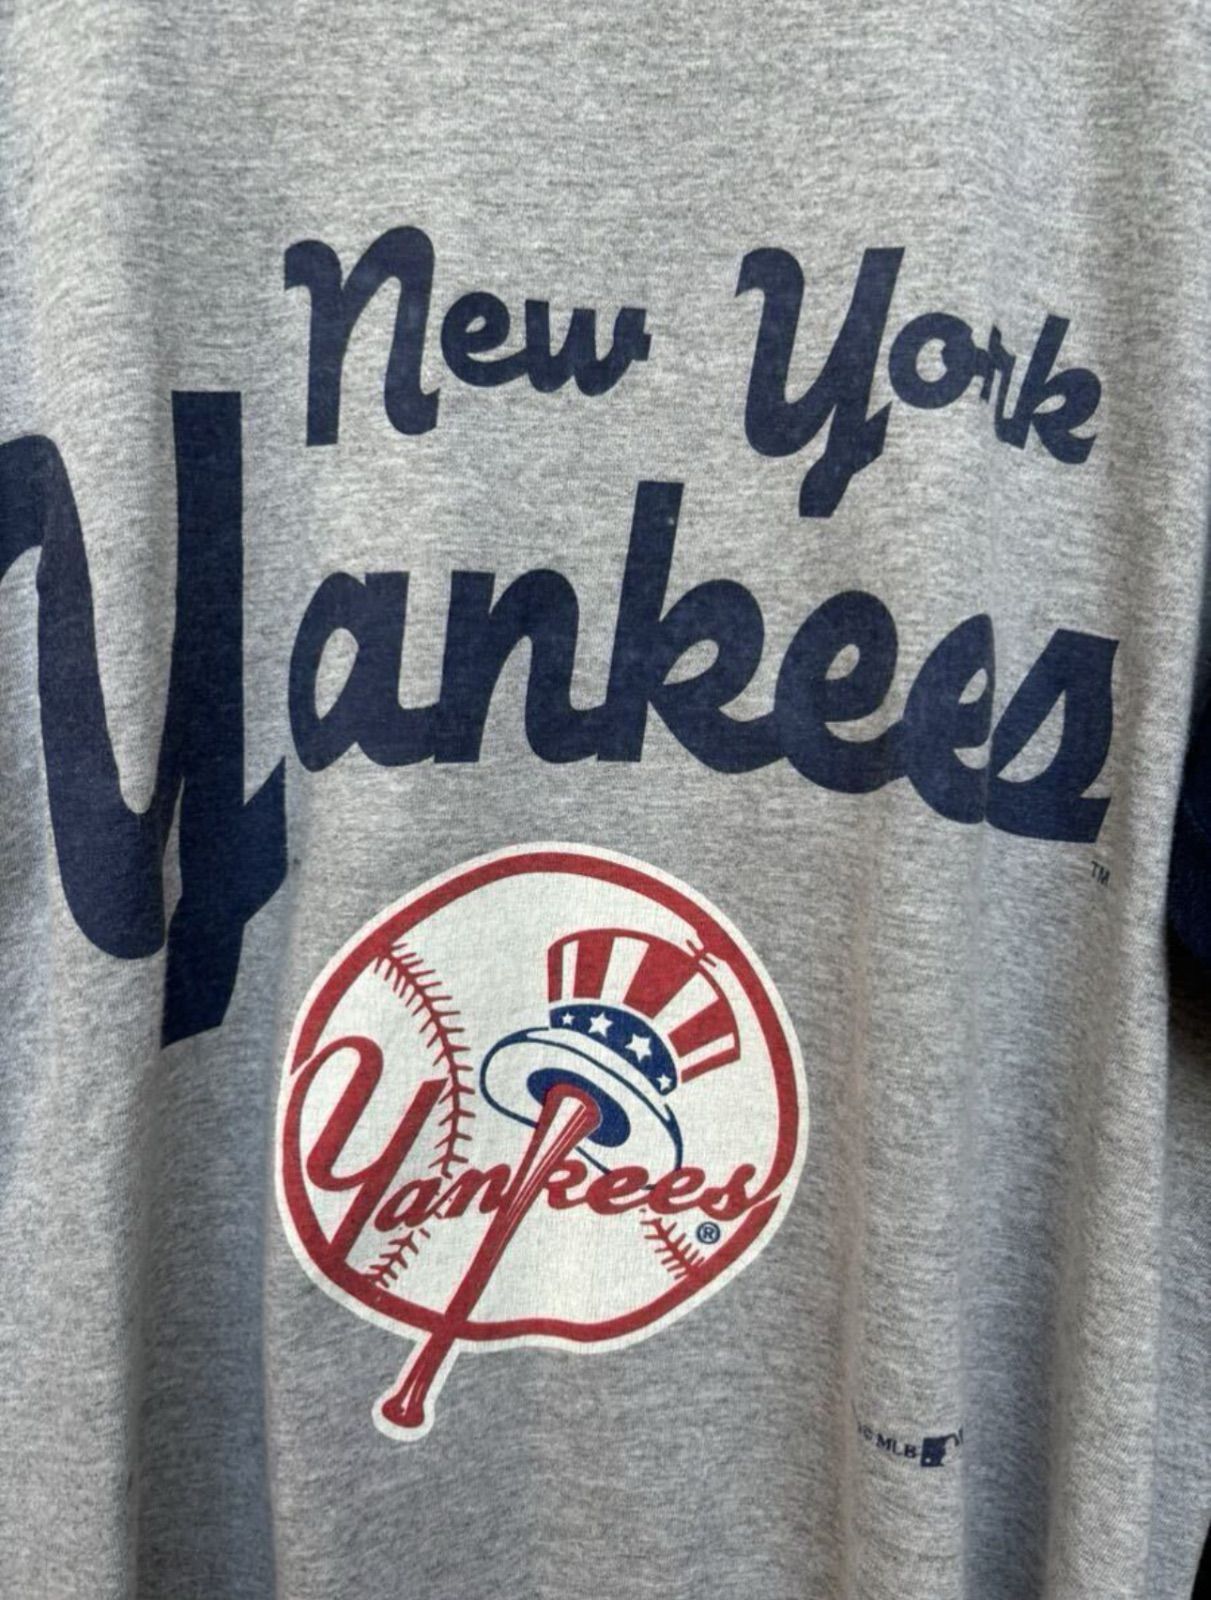 New York
Yankees
TM
Yankees
®
© MLB